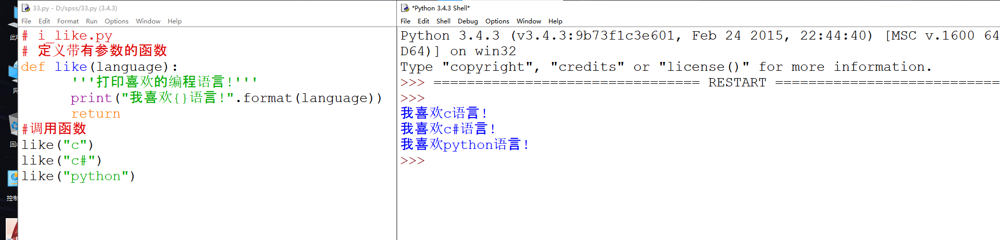 33.py - D:/spss/33.py (3.4.3)
File Edit Format Run Options Window Help
# i_like.py
# 定义带有参数的函数
def like(language):
'''打印喜欢的编程语言!'''
print("我喜欢{}语言!".format(language))
return
#调用函数
like("c")
like("c#")
like("python")
*Python 3.4.3 Shell*
File Edit Shell Debug Options Window Help
Python 3.4.3 (v3.4.3:9b73f1c3e601, Feb 24 2015, 22:44:40) [MSC v.1600 64
D64)] on win32
Type "copyright", "credits" or "license()" for more information.
>>> ================================ RESTART ===========================
>>>
我喜欢c语言!
我喜欢c#语言!
我喜欢python语言!
>>>
此
网
回
控制